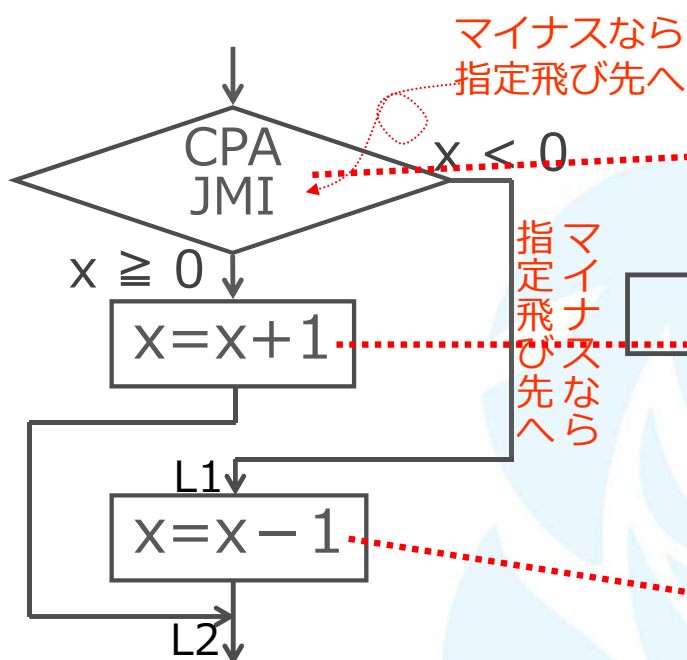 マイナスなら
指定飛び先へ
CPA
JMI
x < 0
x ≧ 0
マイナスなら
指定飛び先へ
x=x+1
L1
x=x－1
L2